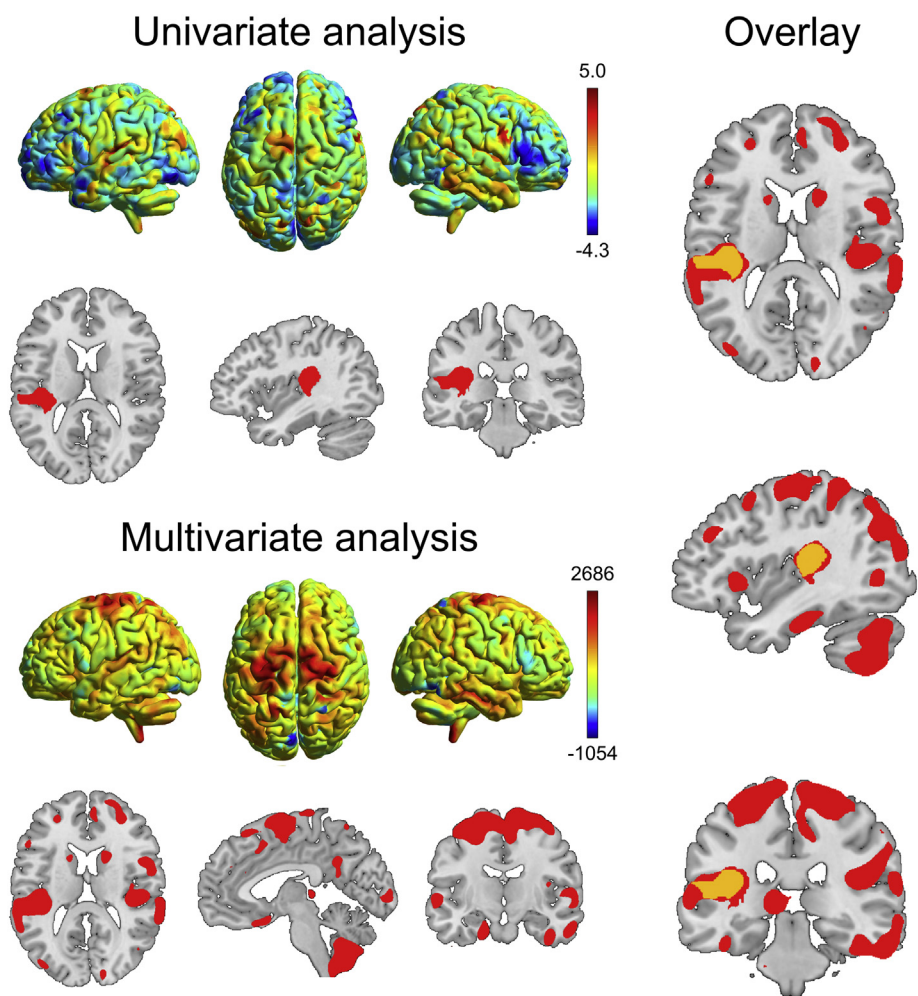 Univariate analysis
5.0
-4.3
Multivariate analysis
2686
-1054
Overlay